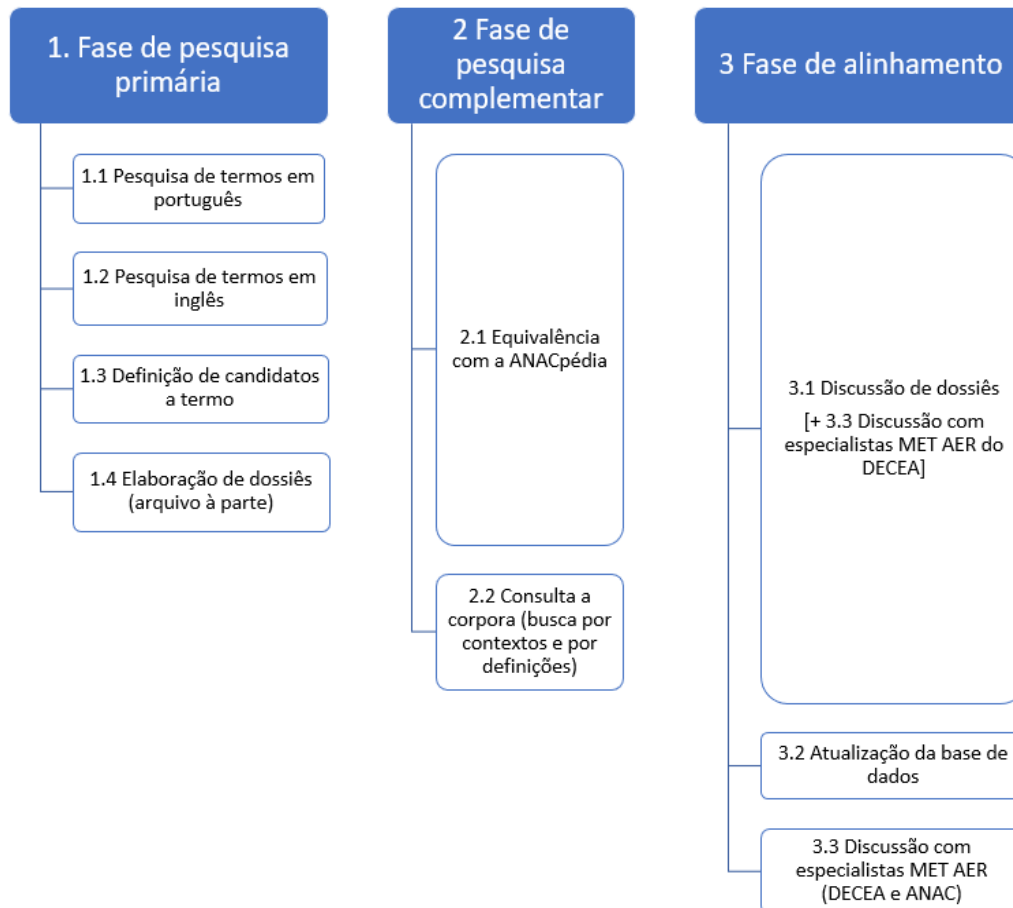 1. Fase de pesquisa
primária
1.1 Pesquisa de termos em
português
1.2 Pesquisa de termos em
inglês
1.3 Definição de candidatos
a termo
1.4 Elaboração de dossiês
(arquivo à parte)
2 Fase de
pesquisa
complementar
2.1 Equivalência
com a ANACpédia
2.2 Consulta a
corpora (busca por
contextos e por
definições)
3 Fase de alinhamento
3.1 Discussão de dossiês
[+ 3.3 Discussão com
especialistas MET AER do
DECEA]
3.2 Atualização da base de
dados
3.3 Discussão com
especialistas MET AER
(DECEA e ANAC)